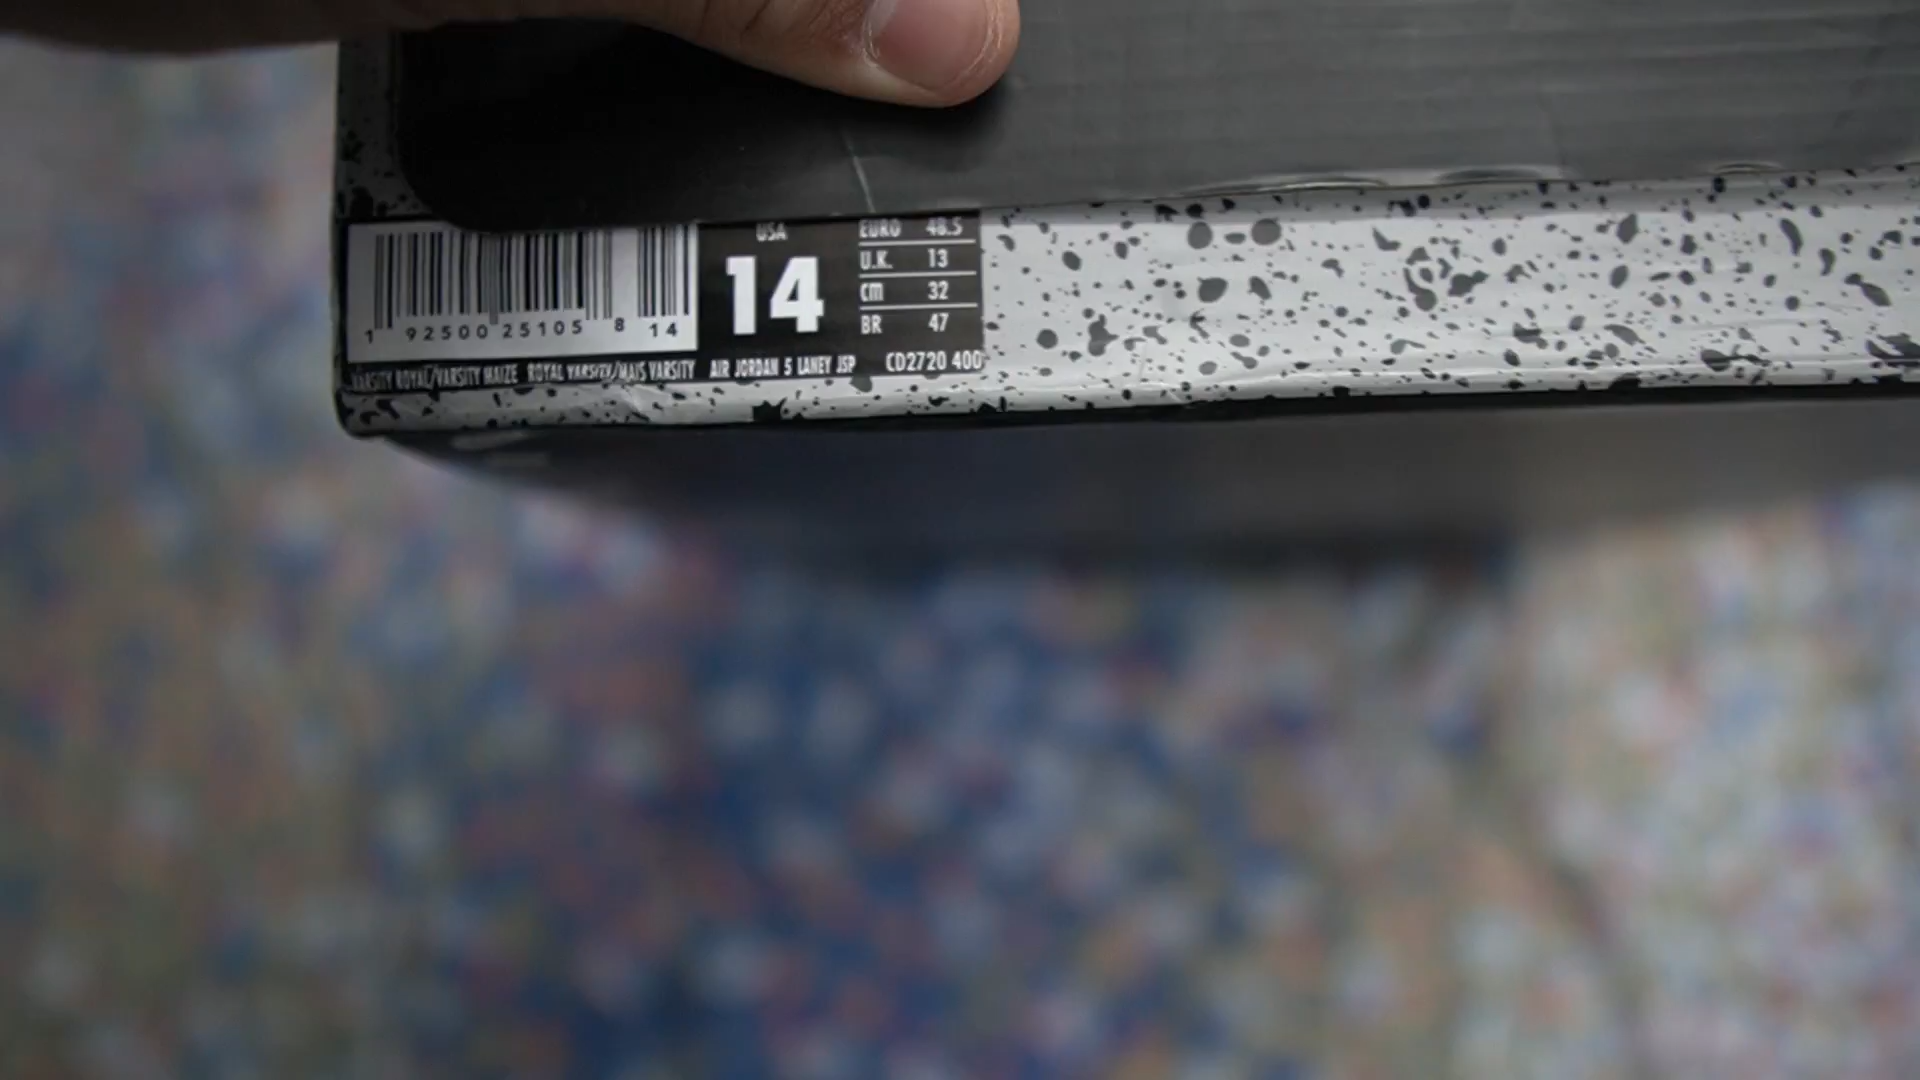 USA
14
EURO 48.5
U.K. 13
CM 32
BR 47
1 92500 25105 8 14
VARSITY ROYAL/VARSITY MAIZE ROYAL VARSITY/MAIS VARSITY AIR JORDAN 5 LANEY JSP CD2720 400